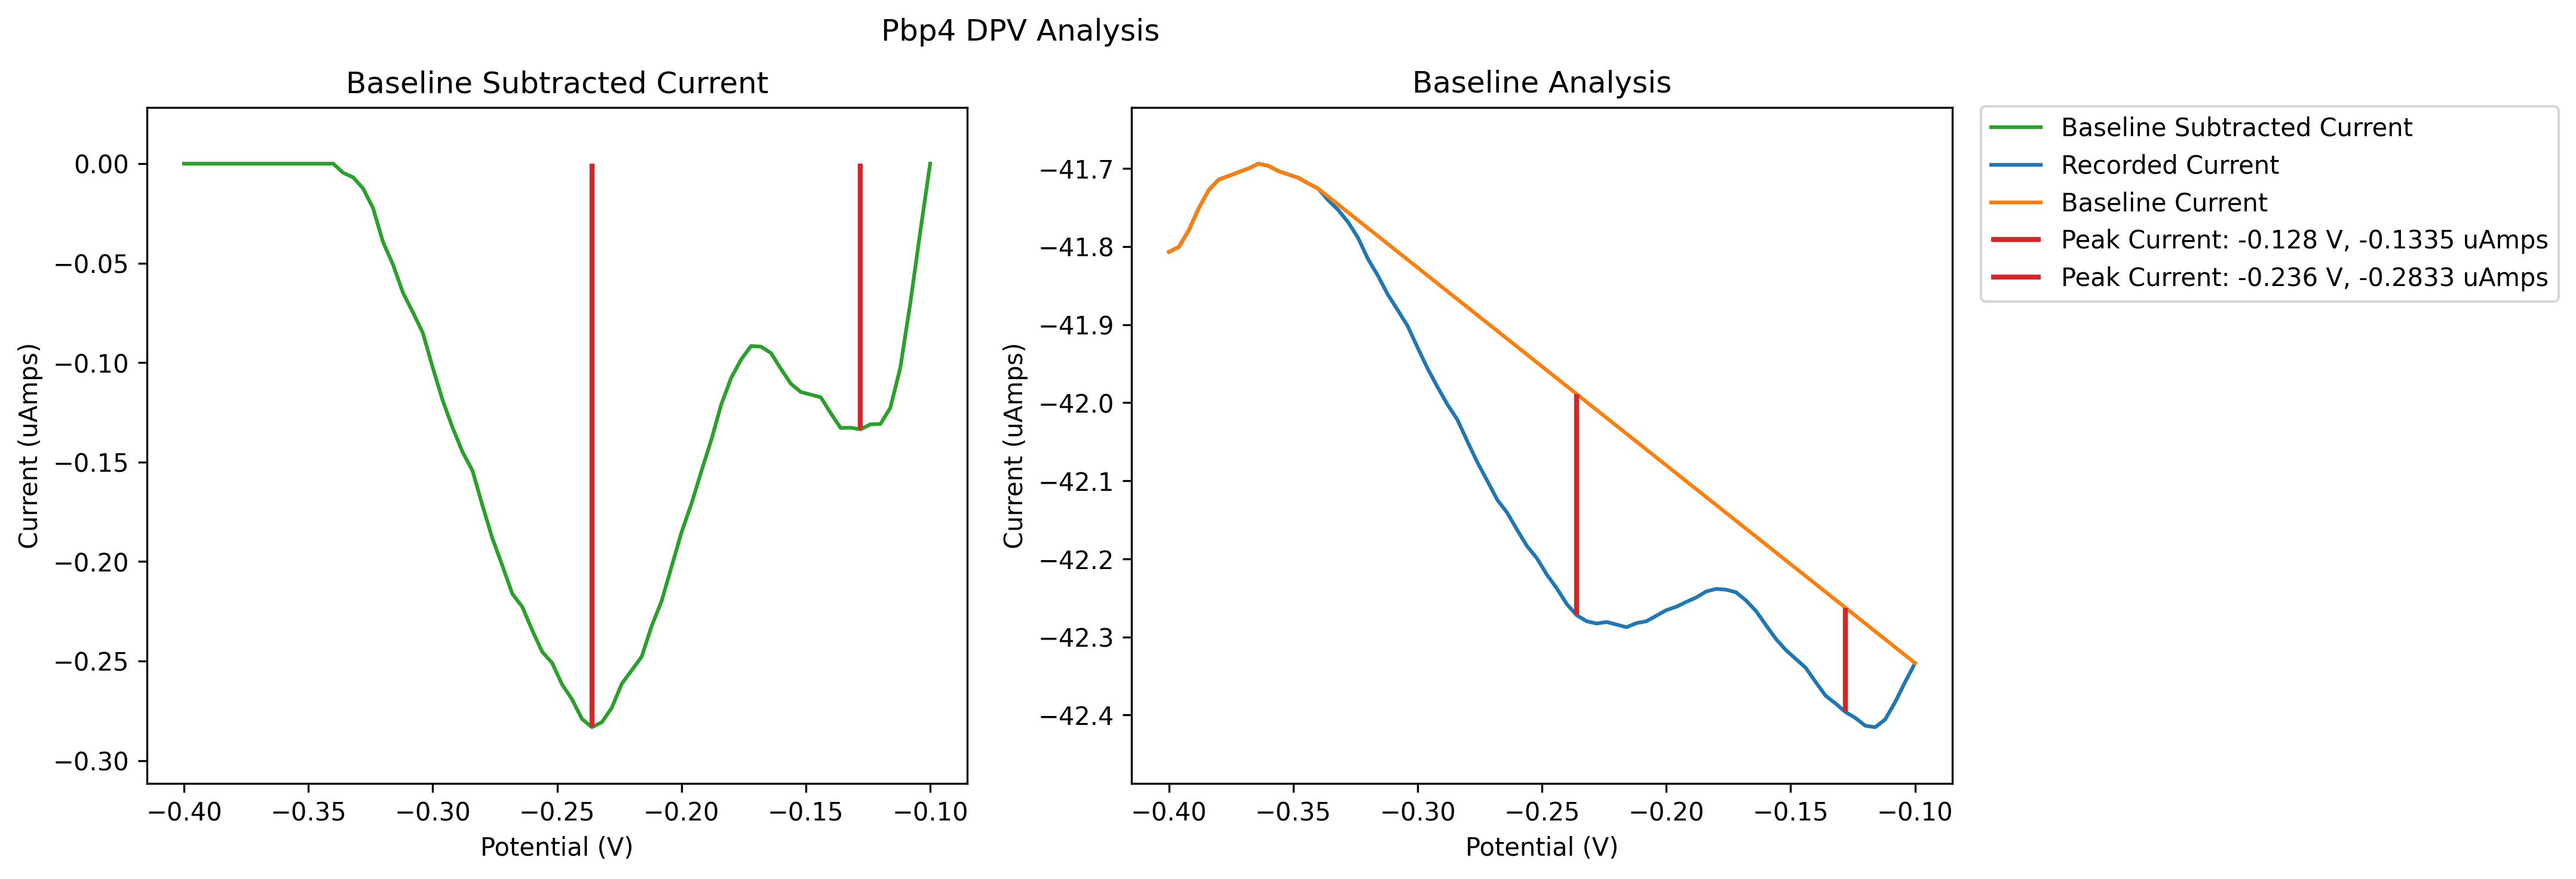 Pbp4 DPV Analysis
Baseline Subtracted Current
0.00
−0.05
−0.10
−0.15
−0.20
−0.25
−0.30
Current (uAmps)
−0.40 −0.35 −0.30 −0.25 −0.20 −0.15 −0.10
Potential (V)
Baseline Analysis
−41.7
−41.8
−41.9
−42.0
−42.1
−42.2
−42.3
−42.4
Current (uAmps)
−0.40 −0.35 −0.30 −0.25 −0.20 −0.15 −0.10
Potential (V)
Baseline Subtracted Current
Recorded Current
Baseline Current
Peak Current: -0.128 V, -0.1335 uAmps
Peak Current: -0.236 V, -0.2833 uAmps